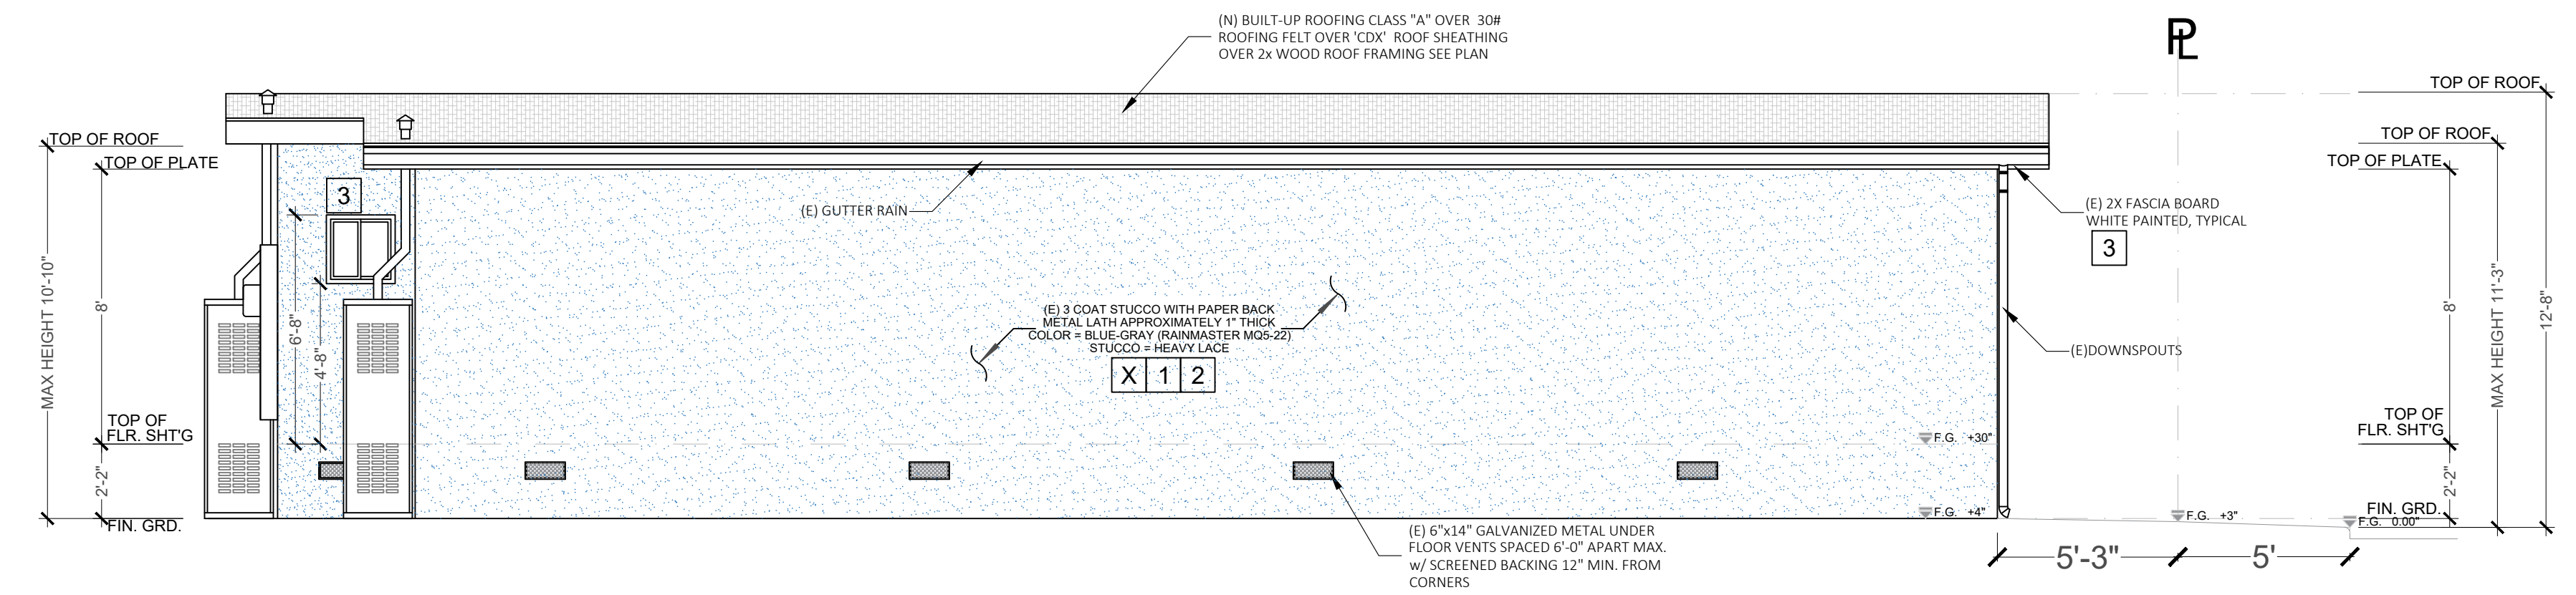 (N) BUILT-UP ROOFING CLASS "A" OVER 30#
ROOFING FELT OVER 'CDX' ROOF SHEATHING
OVER 2x WOOD ROOF FRAMING SEE PLAN
PL
TOP OF ROOF
TOP OF ROOF
TOP OF PLATE
TOP OF ROOF
TOP OF PLATE
3
(E) GUTTER RAIN
(E) 2X FASCIA BOARD
WHITE PAINTED, TYPICAL
3
MAX HEIGHT 10'-10"
8'
6'-8"
4'-8"
(E) 3 COAT STUCCO WITH PAPER BACK
METAL LATH APPROXIMATELY 1" THICK
COLOR = BLUE-GRAY (RAINMASTER MQ5-22)
STUCCO = HEAVY LACE
X 1 2
(E)DOWNSPOUTS
8'
MAX HEIGHT 11'-3"
12'-8"
TOP OF
FLR. SHT'G
F.G. +30"
TOP OF
FLR. SHT'G
2'-2"
2'-2"
FIN. GRD.
F.G. +4"
F.G. +3"
FIN. GRD.
F.G. 0.00"
(E) 6"x14" GALVANIZED METAL UNDER
FLOOR VENTS SPACED 6'-0" APART MAX.
w/ SCREENED BACKING 12" MIN. FROM
CORNERS
5'-3"
5'